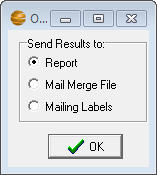 O...
Send Results to:
Report
Mail Merge File
Mailing Labels
OK